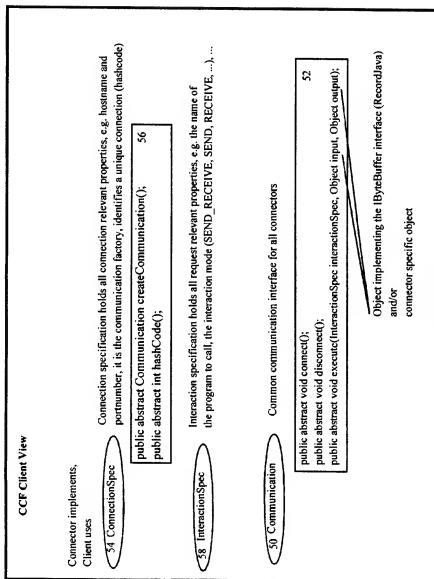 CCF Client View
Connector implements,
Client uses
54 ConnectionSpec
Connection specification holds all connection relevant properties, e.g. hostname and
portnumber, it is the communication factory, identifies a unique connection (hashcode)
public abstract Communication createCommunication();
public abstract int hashCode();
56
58 InteractionSpec
Interaction specification holds all request relevant properties, e.g. the name of
the program to call, the interaction mode (SEND_RECEIVE, SEND, RECEIVE, ...), ...
50 Communication
Common communication interface for all connectors
public abstract void connect();
public abstract void disconnect();
public abstract void execute(InteractionSpec interactionSpec, Object input, Object output);
52
Object implementing the IByteBuffer interface (RecordJava)
and/or
connector specific object